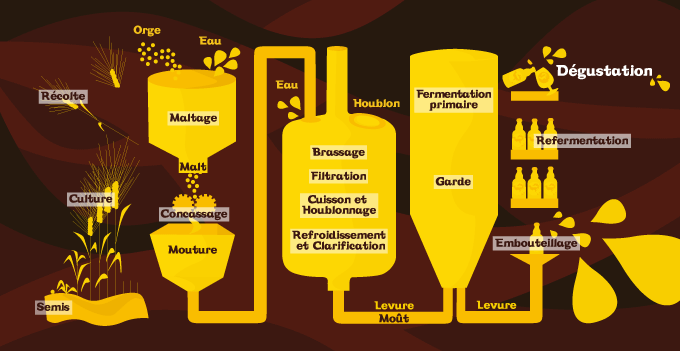 Orge
Eau
Récolte
Maltage
Malt
Culture
Concassage
Mouture
Semis
Eau
Houblon
Brassage
Filtration
Cuisson et
Houblonnage
Refroidissement
et Clarification
Levure
Moût
Fermentation
primaire
Garde
Levure
Dégustation
Refermentation
Embouteillage